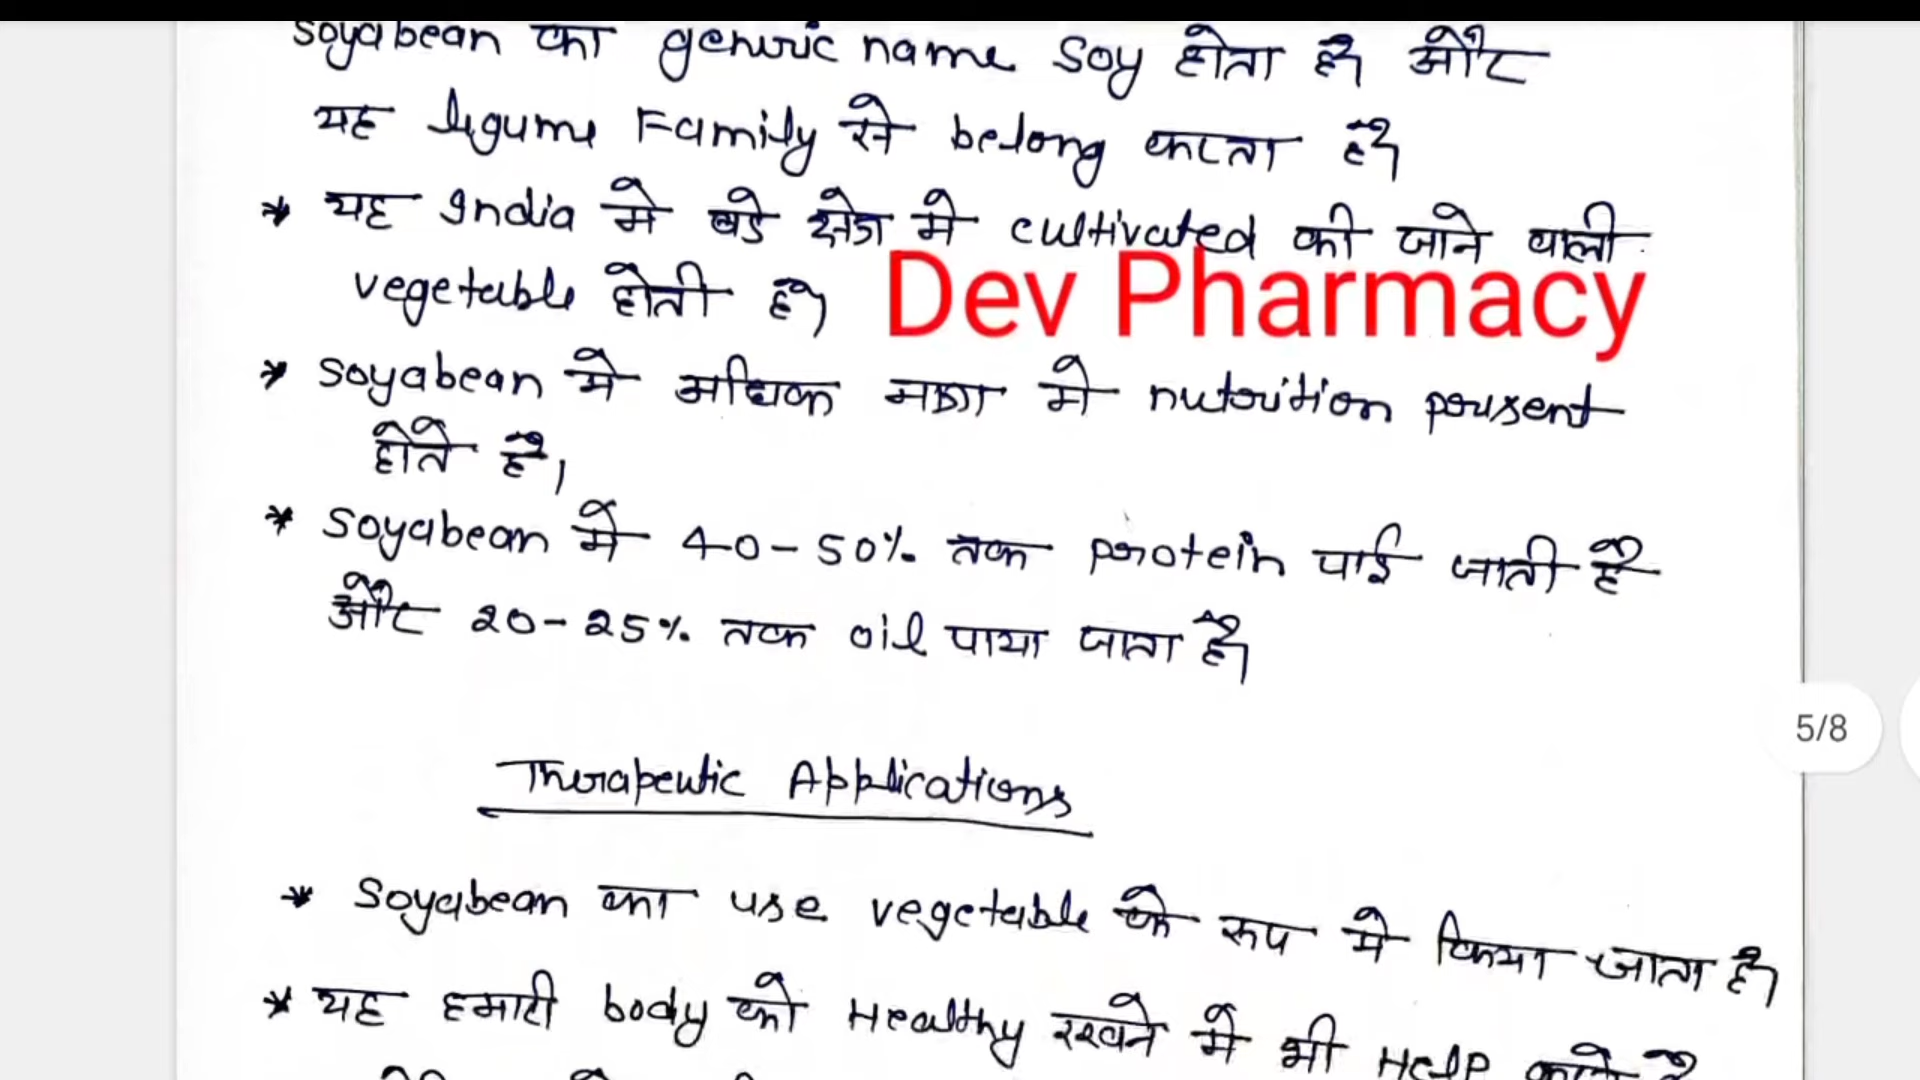 Soyabean का generic name soy होता है और
यह legume Family से belong करता है
* यह India मे बडे क्षेत्र मे cultivated की जाने वाली
vegetable होती है।
Dev Pharmacy
* Soyabean मे अधिक मात्रा मे nutrition present
होते है।
* Soyabean मे 40-50% तक protein पाई जाती है
और 20-25% तक oil पाया जाता है।
5/8
Therapeutic Applications
* Soyabean का use vegetable के रूप मे किया जाता है।
* यह हमारी body को Healthy रखने मे भी Help करते है